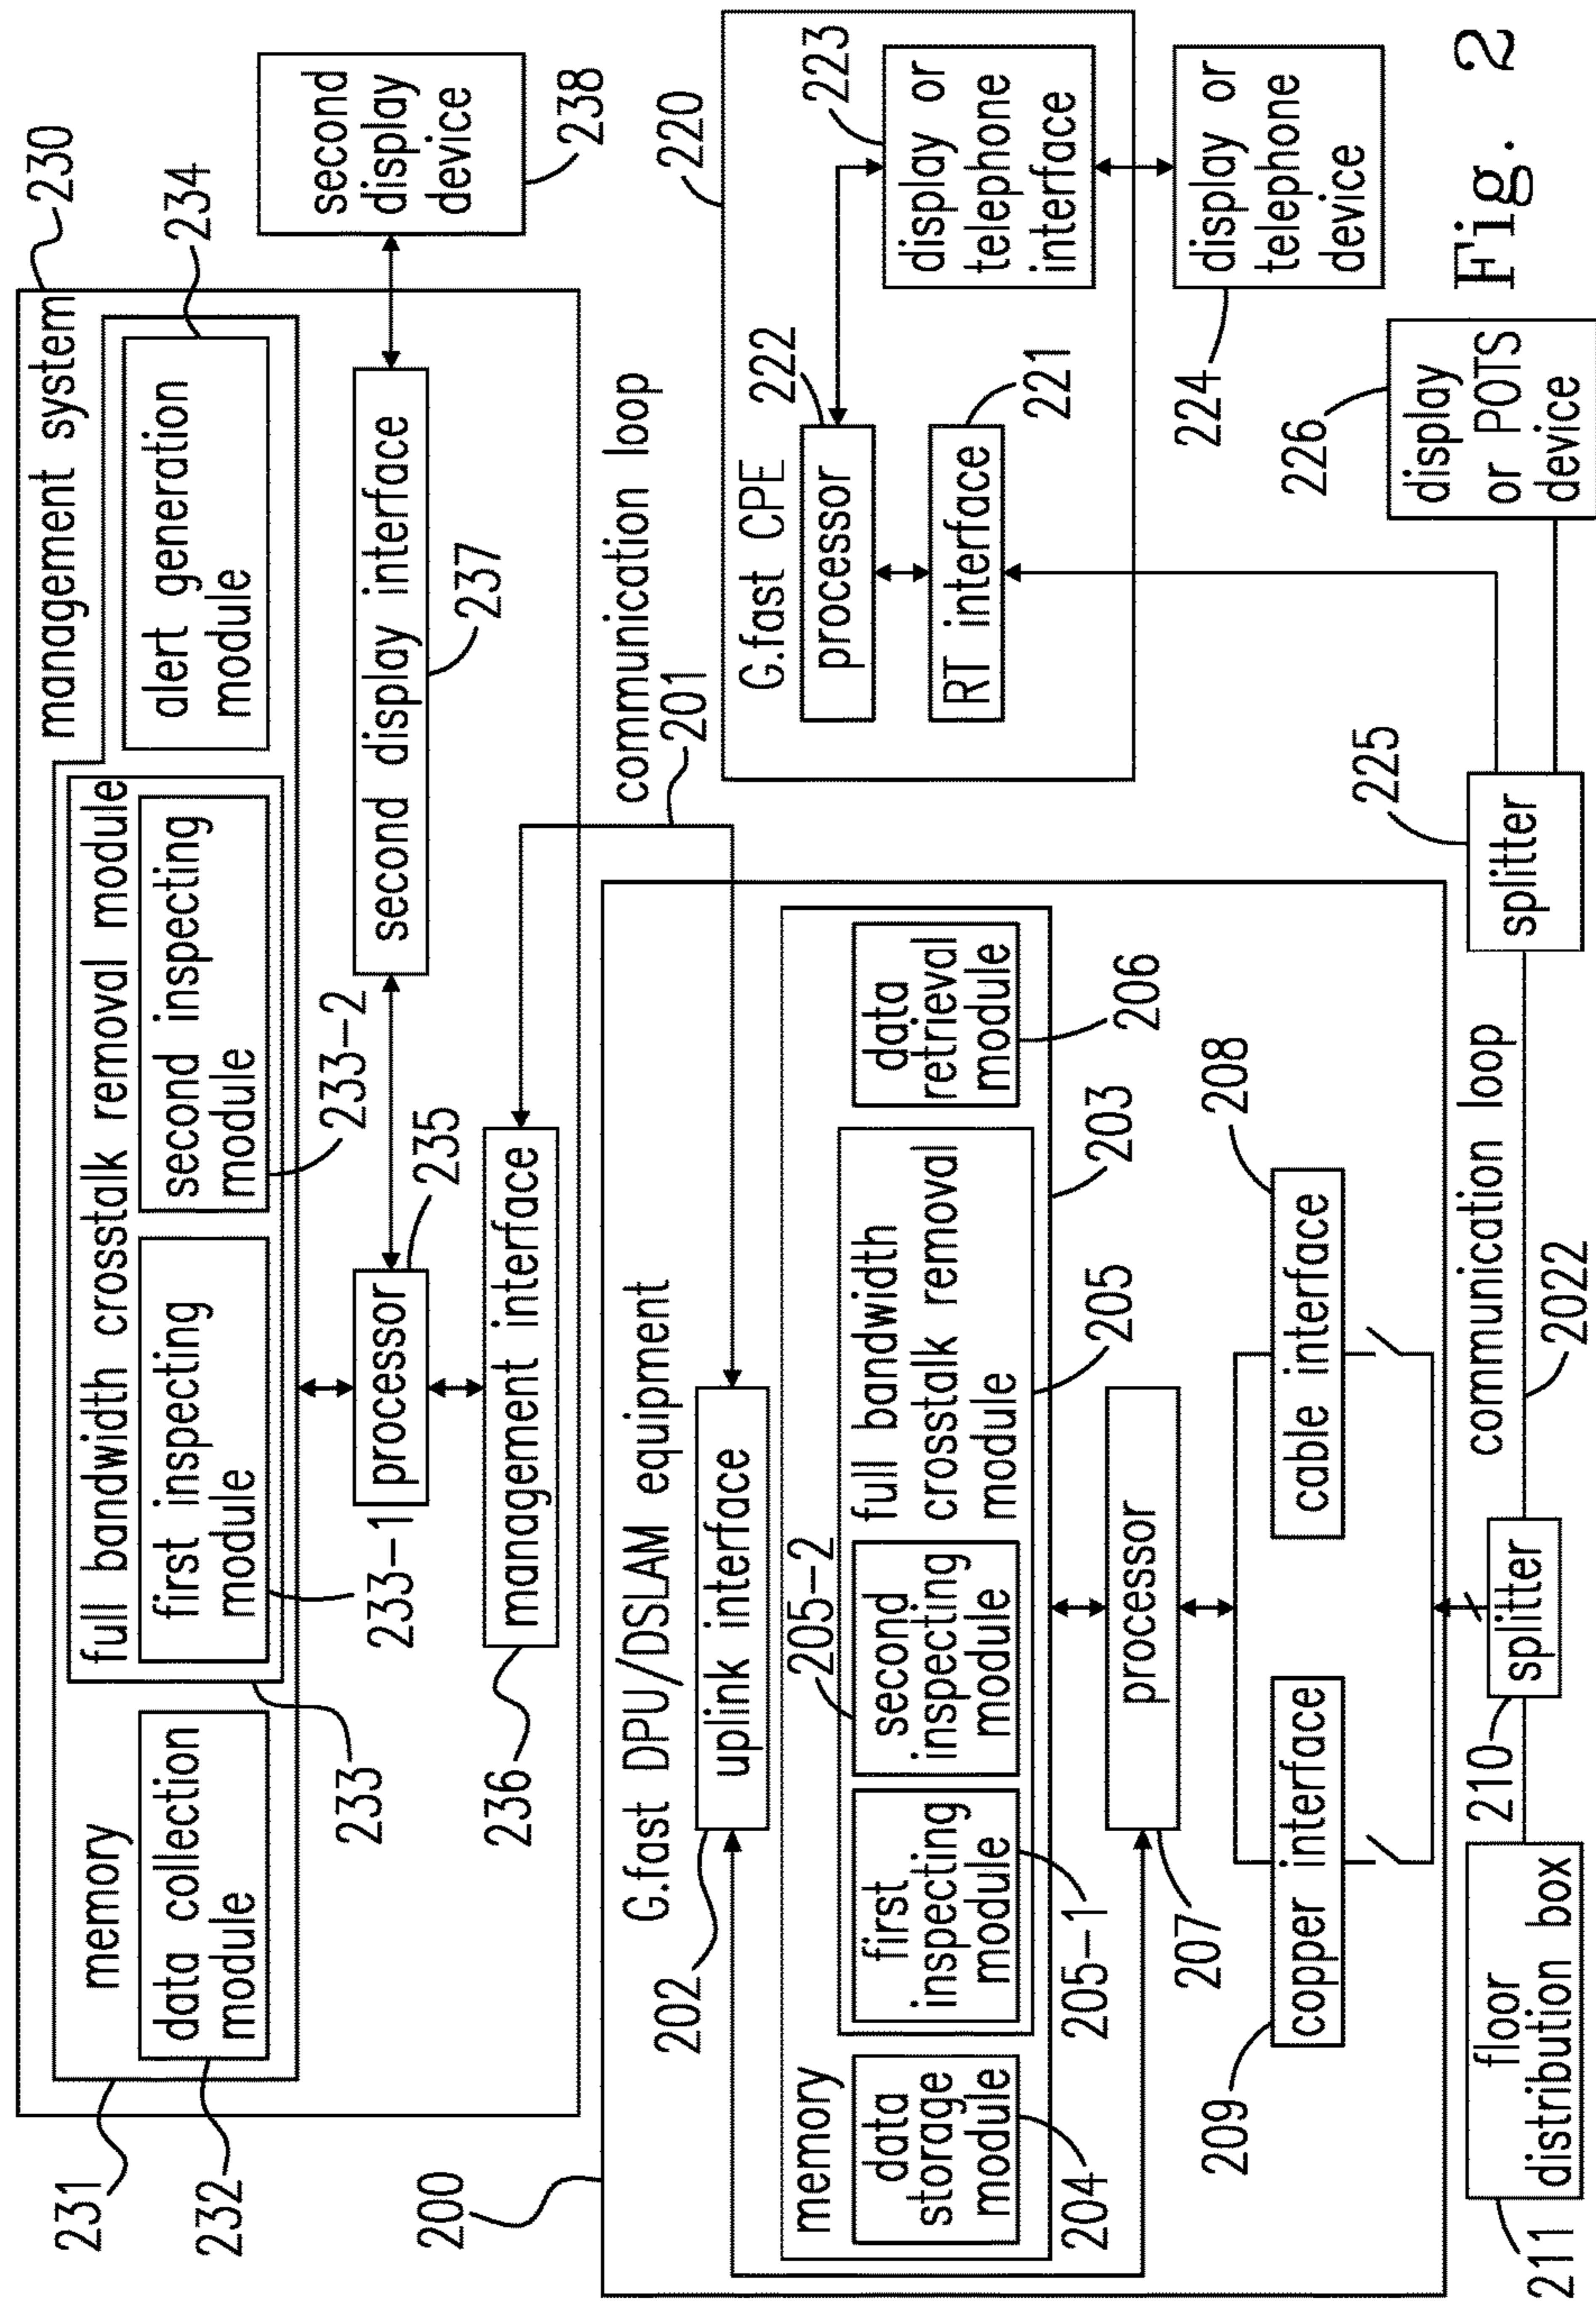 230
management system
memory
231
data collection
module
232
full bandwidth crosstalk removal module
first inspecting
module
233-1
second inspecting
module
233-2
233
alert generation
module
234
processor
235
management interface
236
second display interface
237
second
display
device
238
communication loop
201
200
G.fast DPU/DSLAM equipment
uplink interface
202
memory
data
storage
module
204
first
inspecting
module
205-1
205-2
second
inspecting
module
full bandwidth
crosstalk removal
module
205
data
retrieval
module
206
203
processor
207
copper interface
209
cable interface
208
220
G.fast CPE
processor
222
RT interface
221
display or
telephone
interface
223
display or
telephone
device
224
floor
distribution box
211
splitter
210
communication loop
2022
splitter
225
display
or POTS
device
226
Fig. 2